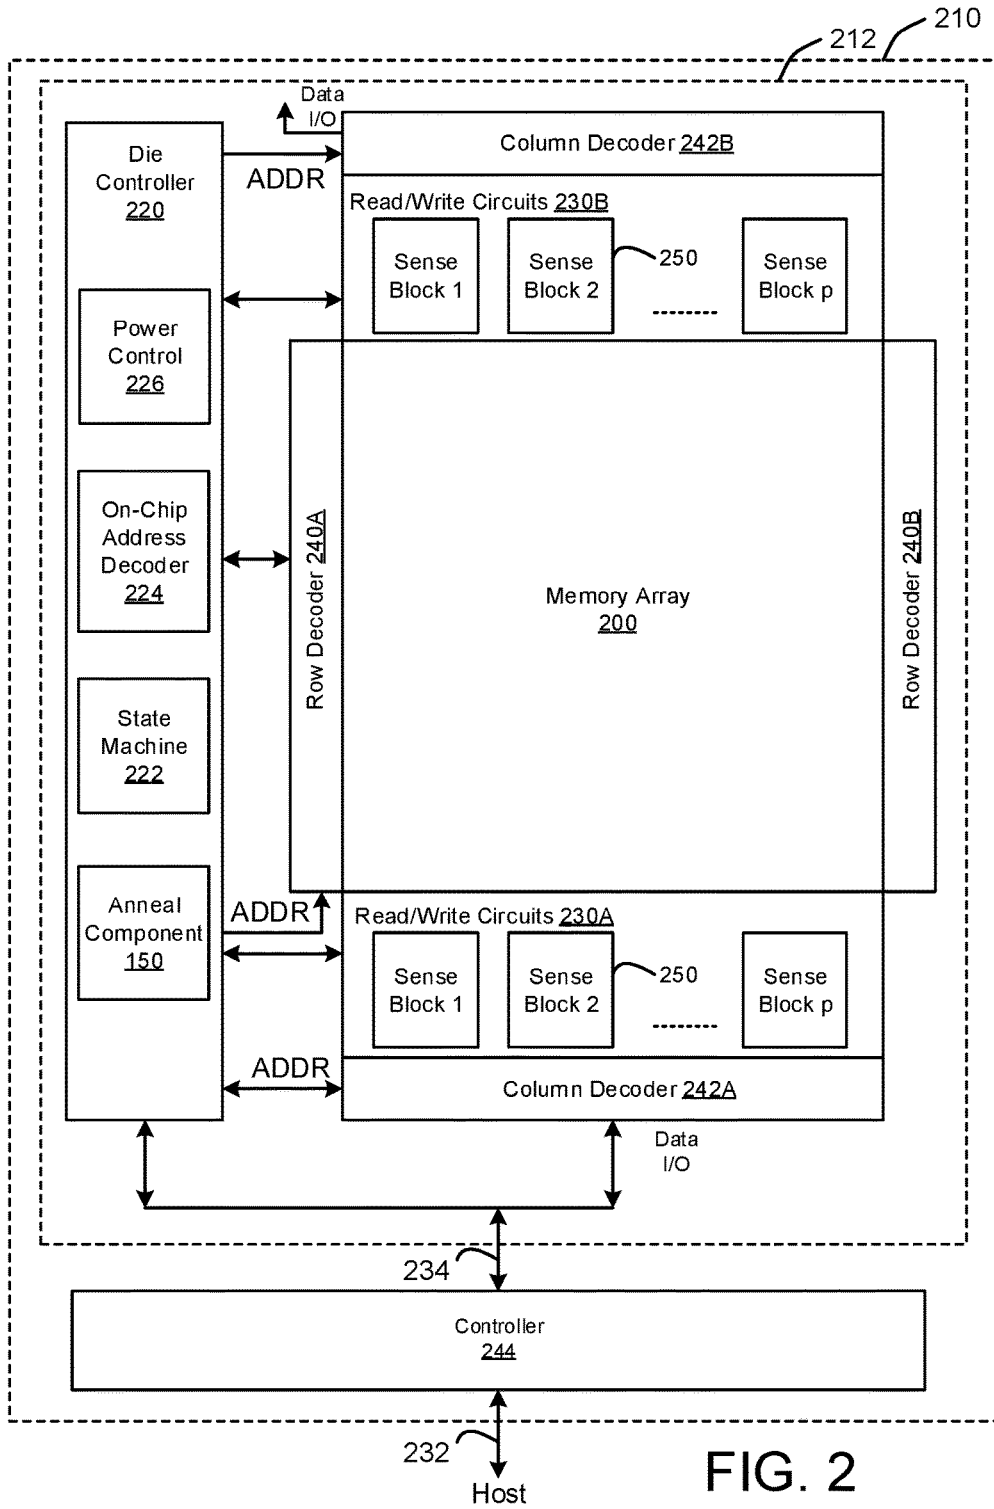 210
212
Data
I/O
Column Decoder 242B
Die
Controller
220
ADDR
Read/Write Circuits 230B
Sense
Block 1
Sense
Block 2
250
Sense
Block p
Power
Control
226
On-Chip
Address
Decoder
224
Row Decoder 240A
Memory Array
200
Row Decoder 240B
State
Machine
222
Anneal
Component
150
ADDR
Read/Write Circuits 230A
Sense
Block 1
Sense
Block 2
250
Sense
Block p
ADDR
Column Decoder 242A
Data
I/O
234
Controller
244
232
Host
FIG. 2